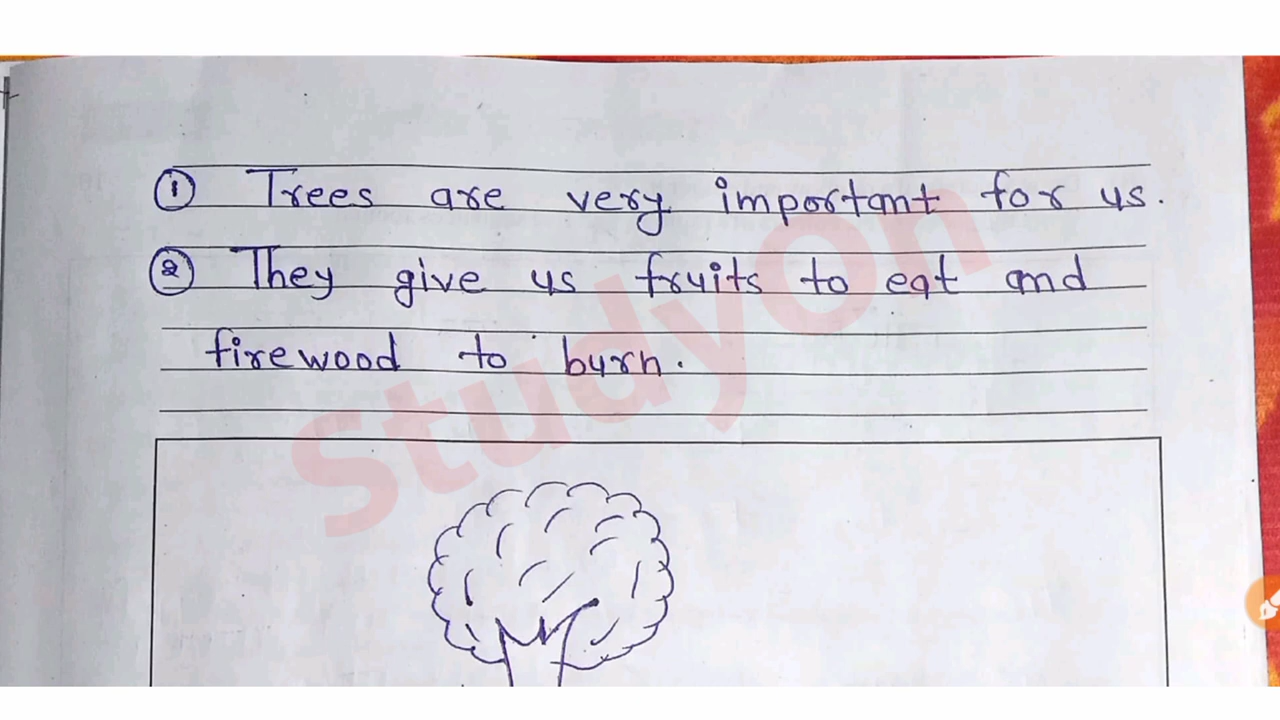 ① Trees are very important for us.
② They give us fruits to eat and
firewood to burn.
studyon